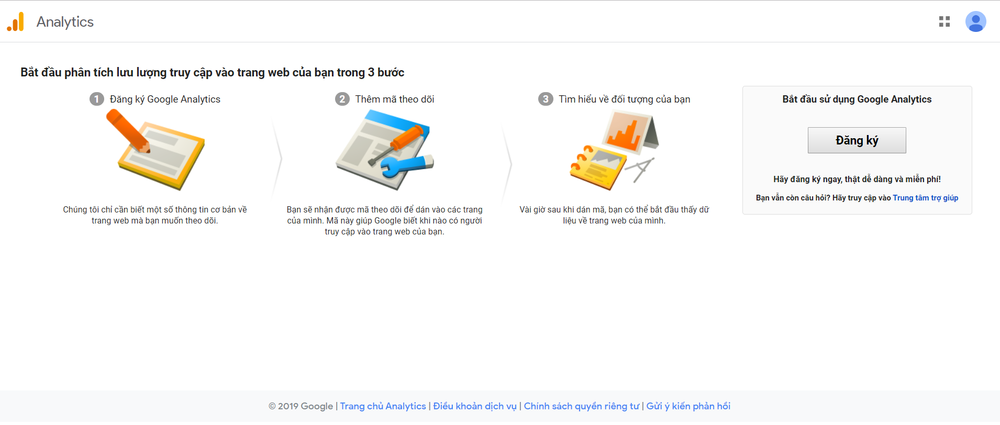 Analytics
Bắt đầu phân tích lưu lượng truy cập vào trang web của bạn trong 3 bước
1 Đăng ký Google Analytics
Chúng tôi chỉ cần biết một số thông tin cơ bản về
trang web mà bạn muốn theo dõi.
2 Thêm mã theo dõi
Bạn sẽ nhận được mã theo dõi để dán vào các trang
của mình. Mã này giúp Google biết khi nào có người
truy cập vào trang web của bạn.
3 Tìm hiểu về đối tượng của bạn
Vài giờ sau khi dán mã, bạn có thể bắt đầu thấy dữ
liệu về trang web của mình.
Bắt đầu sử dụng Google Analytics
Đăng ký
Hãy đăng ký ngay, thật dễ dàng và miễn phí!
Bạn vẫn còn câu hỏi? Hãy truy cập vào Trung tâm trợ giúp
© 2019 Google | Trang chủ Analytics | Điều khoản dịch vụ | Chính sách quyền riêng tư | Gửi ý kiến phản hồi